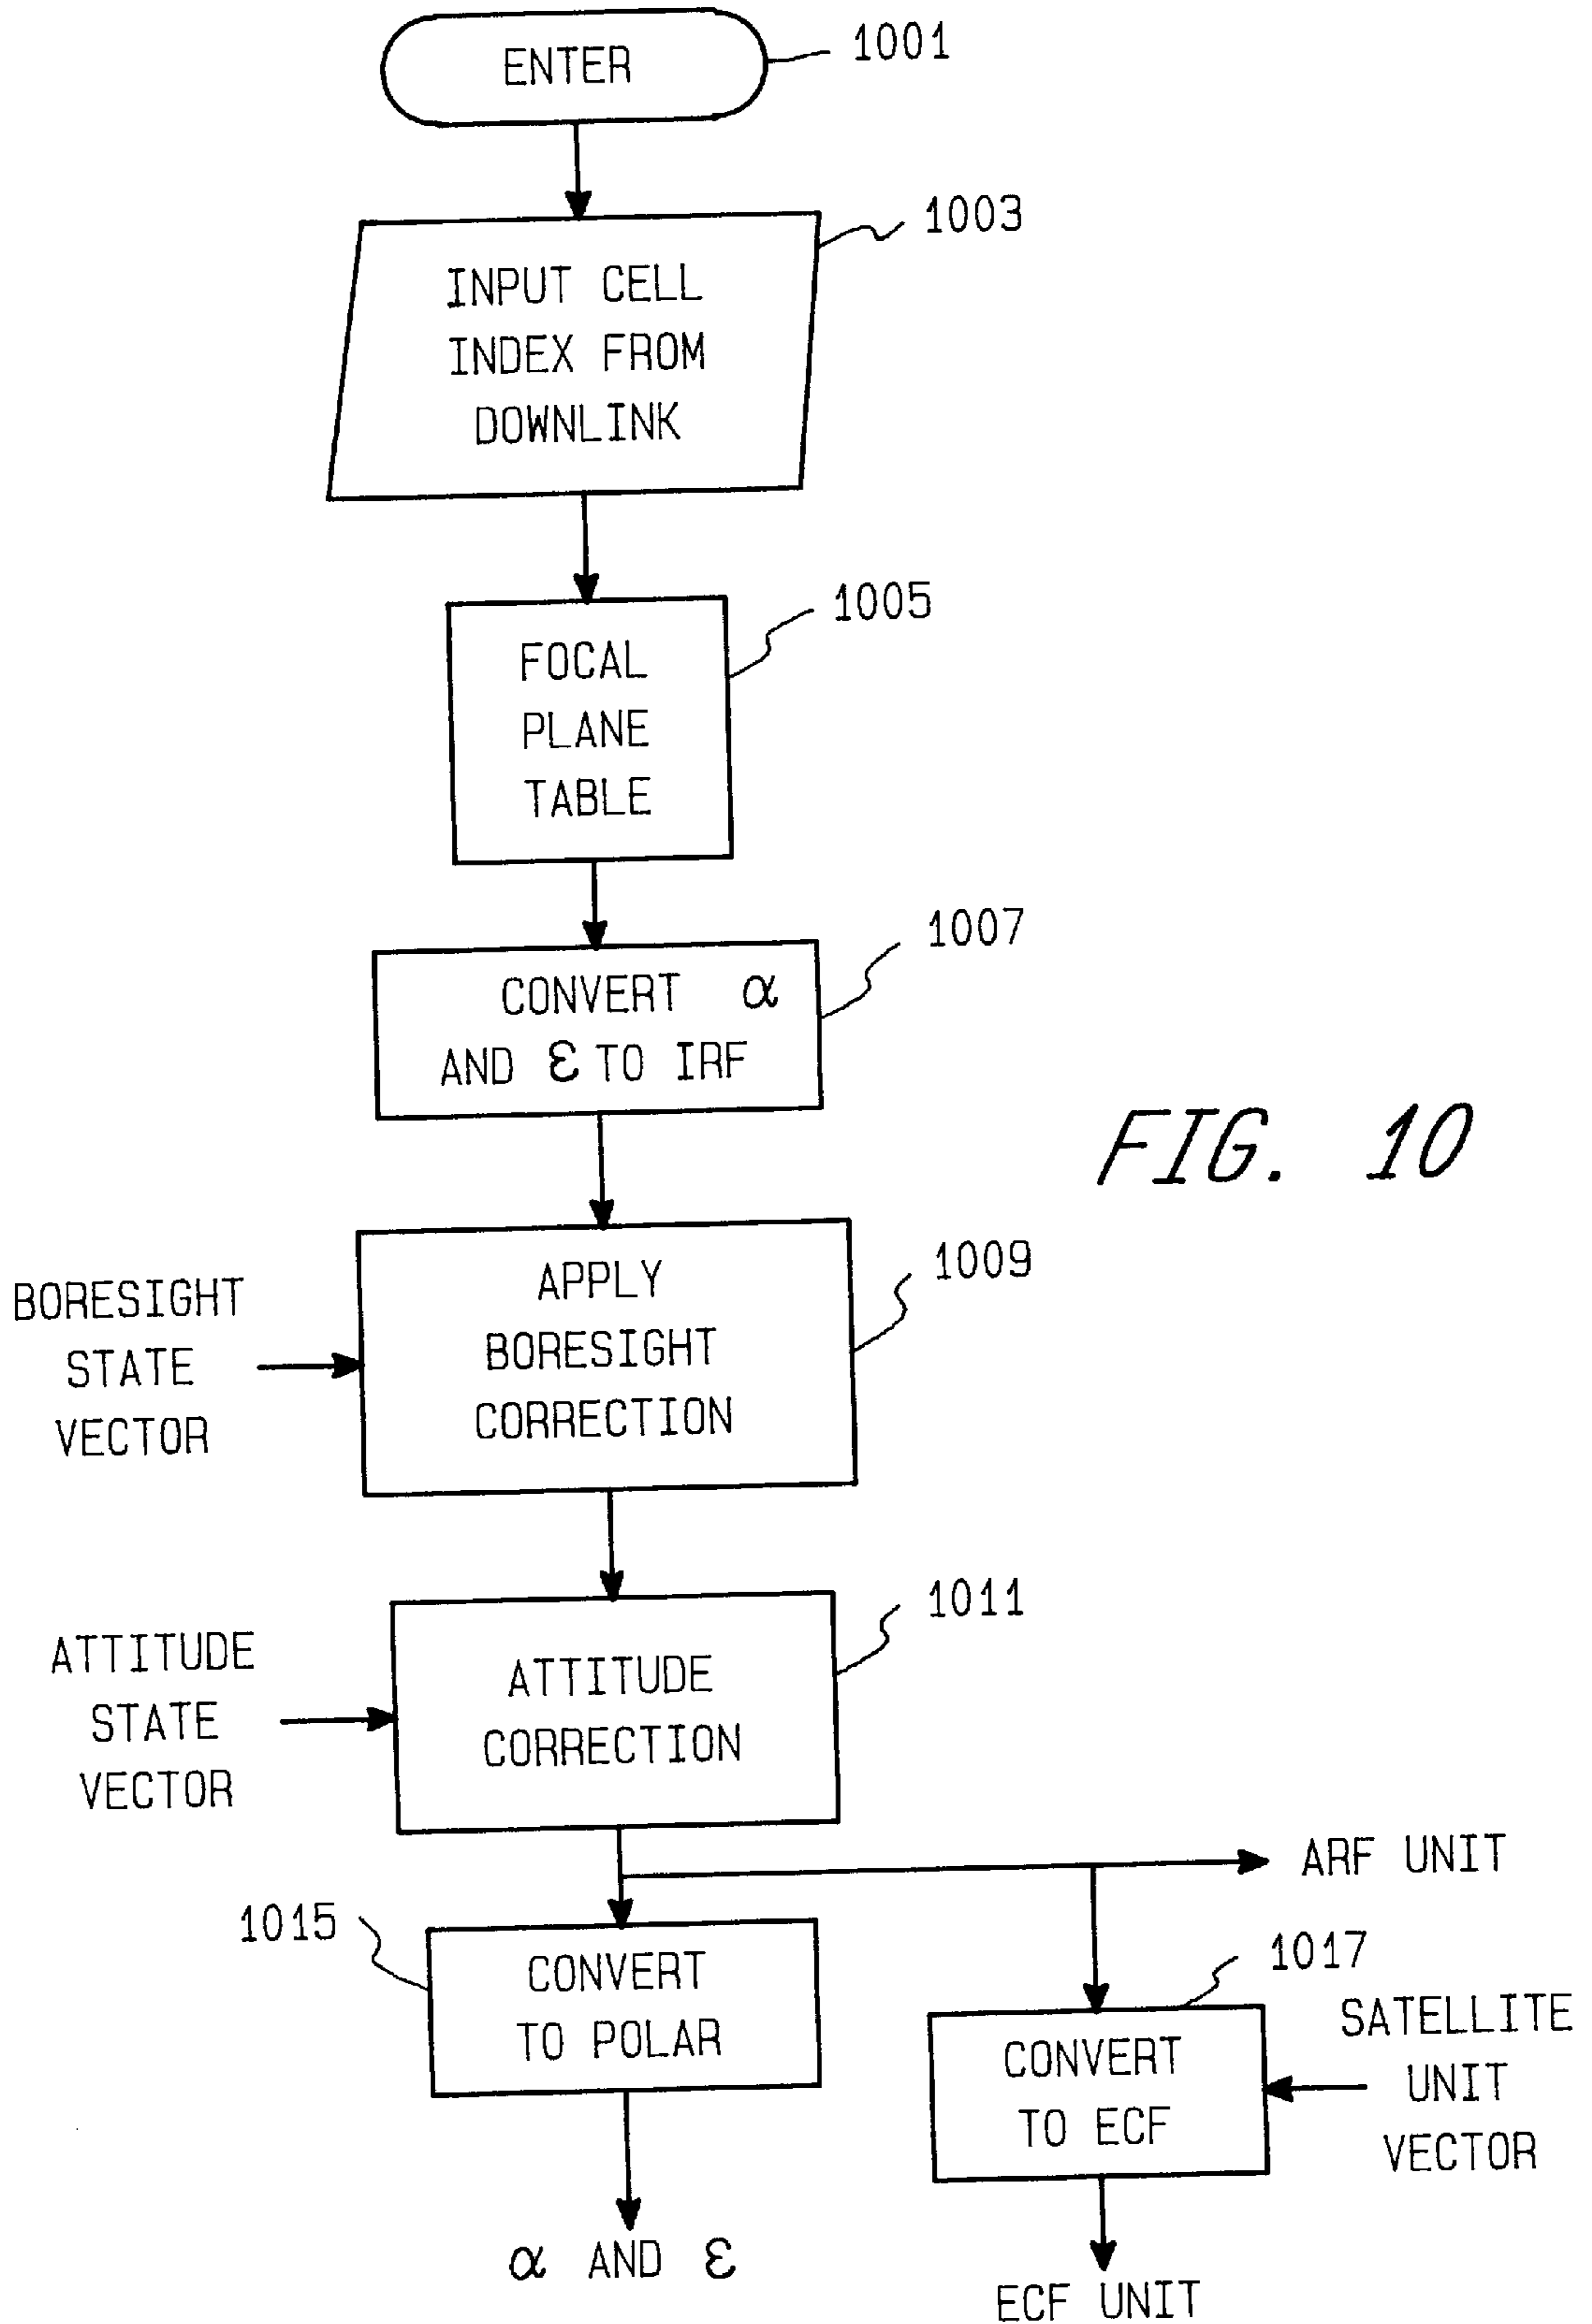 ENTER
1001
INPUT CELL
INDEX FROM
DOWNLINK
1003
FOCAL
PLANE
TABLE
1005
CONVERT α
AND ε TO IRF
1007
FIG. 10
BORESIGHT
STATE
VECTOR
APPLY
BORESIGHT
CORRECTION
1009
ATTITUDE
STATE
VECTOR
ATTITUDE
CORRECTION
1011
ARF UNIT
1015
CONVERT
TO POLAR
1017
CONVERT
TO ECF
SATELLITE
UNIT
VECTOR
α AND ε
ECF UNIT